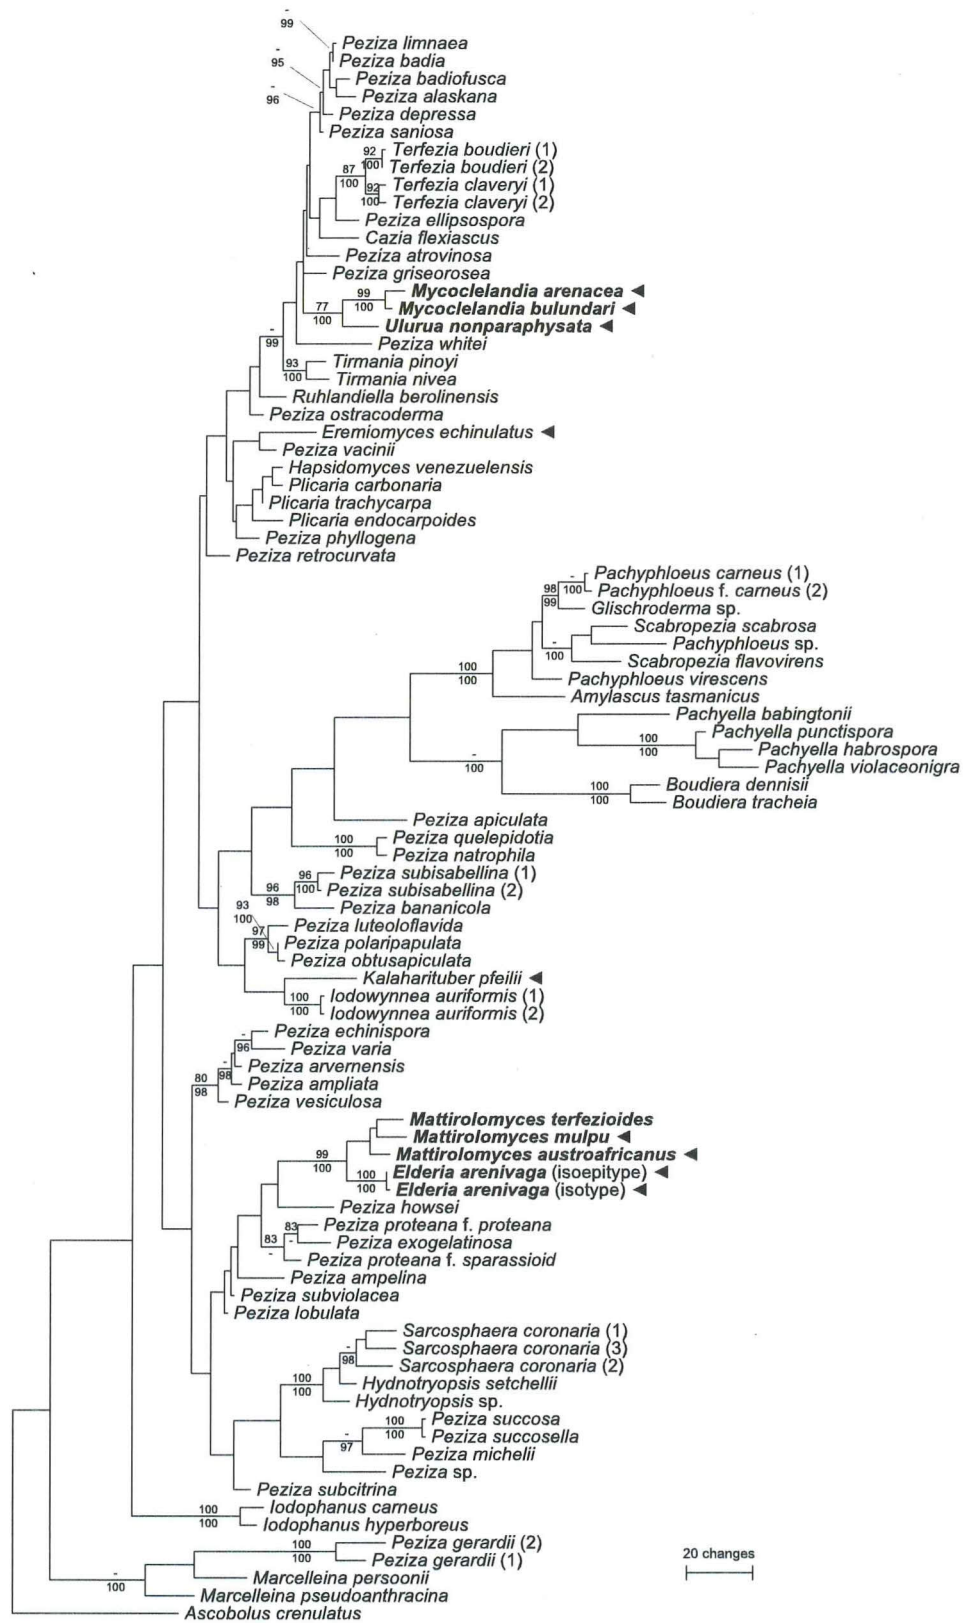 -
99
Peziza limnaea
-
95
Peziza badia
Peziza badiofusca
-
96
Peziza alaskana
Peziza depressa
Peziza saniosa
92
100
Terfezia boudieri (1)
Terfezia boudieri (2)
87
100
92
100
Terfezia claveryi (1)
Terfezia claveryi (2)
Peziza ellipsospora
Cazia flexiascus
Peziza atrovinosa
Peziza griseorosea
99
100
Mycoclelandia arenacea ◄
77
100
Mycoclelandia bulundari ◄
Ulurua nonparaphysata ◄
-
99
Peziza whitei
93
100
Tirmania pinoyi
Tirmania nivea
Ruhlandiella berolinensis
Peziza ostracoderma
Eremiomyces echinulatus ◄
Peziza vacinii
Hapsidomyces venezuelensis
Plicaria carbonaria
Plicaria trachycarpa
Plicaria endocarpoides
Peziza phyllogena
Peziza retrocurvata
-
100
Pachyphloeus carneus (1)
98
99
Pachyphloeus f. carneus (2)
Glischroderma sp.
Scabropezia scabrosa
-
100
Pachyphloeus sp.
Scabropezia flavovirens
100
100
Pachyphloeus virescens
Amylascus tasmanicus
Pachyella babingtonii
Pachyella punctispora
100
100
Pachyella habrospora
-
100
Pachyella violaceonigra
100
100
Boudiera dennisii
Boudiera tracheia
Peziza apiculata
100
100
Peziza quelepidotia
Peziza natrophila
96
100
Peziza subisabellina (1)
96
98
Peziza subisabellina (2)
Peziza bananicola
93
100
Peziza luteoloflavida
97
99
Peziza polaripapulata
Peziza obtusapiculata
Kalaharituber pfeilii ◄
100
100
Iodowynnea auriformis (1)
Iodowynnea auriformis (2)
-
96
Peziza echinispora
Peziza varia
-
98
Peziza arvernensis
80
98
Peziza ampliata
Peziza vesiculosa
Mattirolomyces terfezioides
Mattirolomyces mulpu ◄
99
100
Mattirolomyces austroafricanus ◄
100
100
Elderia arenivaga (isoepitype) ◄
Elderia arenivaga (isotype) ◄
Peziza howsei
83
-
Peziza proteana f. proteana
83
-
Peziza exogelatinosa
Peziza proteana f. sparassioid
Peziza ampelina
Peziza subviolacea
Peziza lobulata
Sarcosphaera coronaria (1)
-
98
Sarcosphaera coronaria (3)
Sarcosphaera coronaria (2)
100
100
Hydnotryopsis setchellii
Hydnotryopsis sp.
100
100
Peziza succosa
Peziza succosella
-
97
Peziza michelii
Peziza sp.
Peziza subcitrina
100
100
Iodophanus carneus
Iodophanus hyperboreus
100
100
Peziza gerardii (2)
Peziza gerardii (1)
-
100
Marcelleina persoonii
Marcelleina pseudoanthracina
Ascobolus crenulatus
20 changes